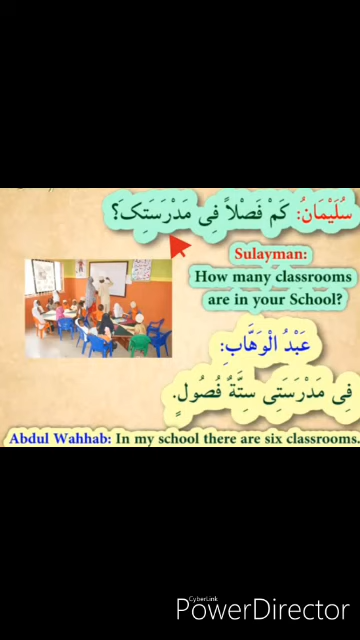 سُلَيْمَانُ: كَمْ فَصْلاً فِى مَدْرَسَتِكَ؟
Sulayman:
How many classrooms
are in your School?
عَبْدُ الْوَهَّابِ:
فِى مَدْرَسَتِى سِتَّةُ فُصُولٍ.
Abdul Wahhab: In my school there are six classrooms.
CyberLink
PowerDirector